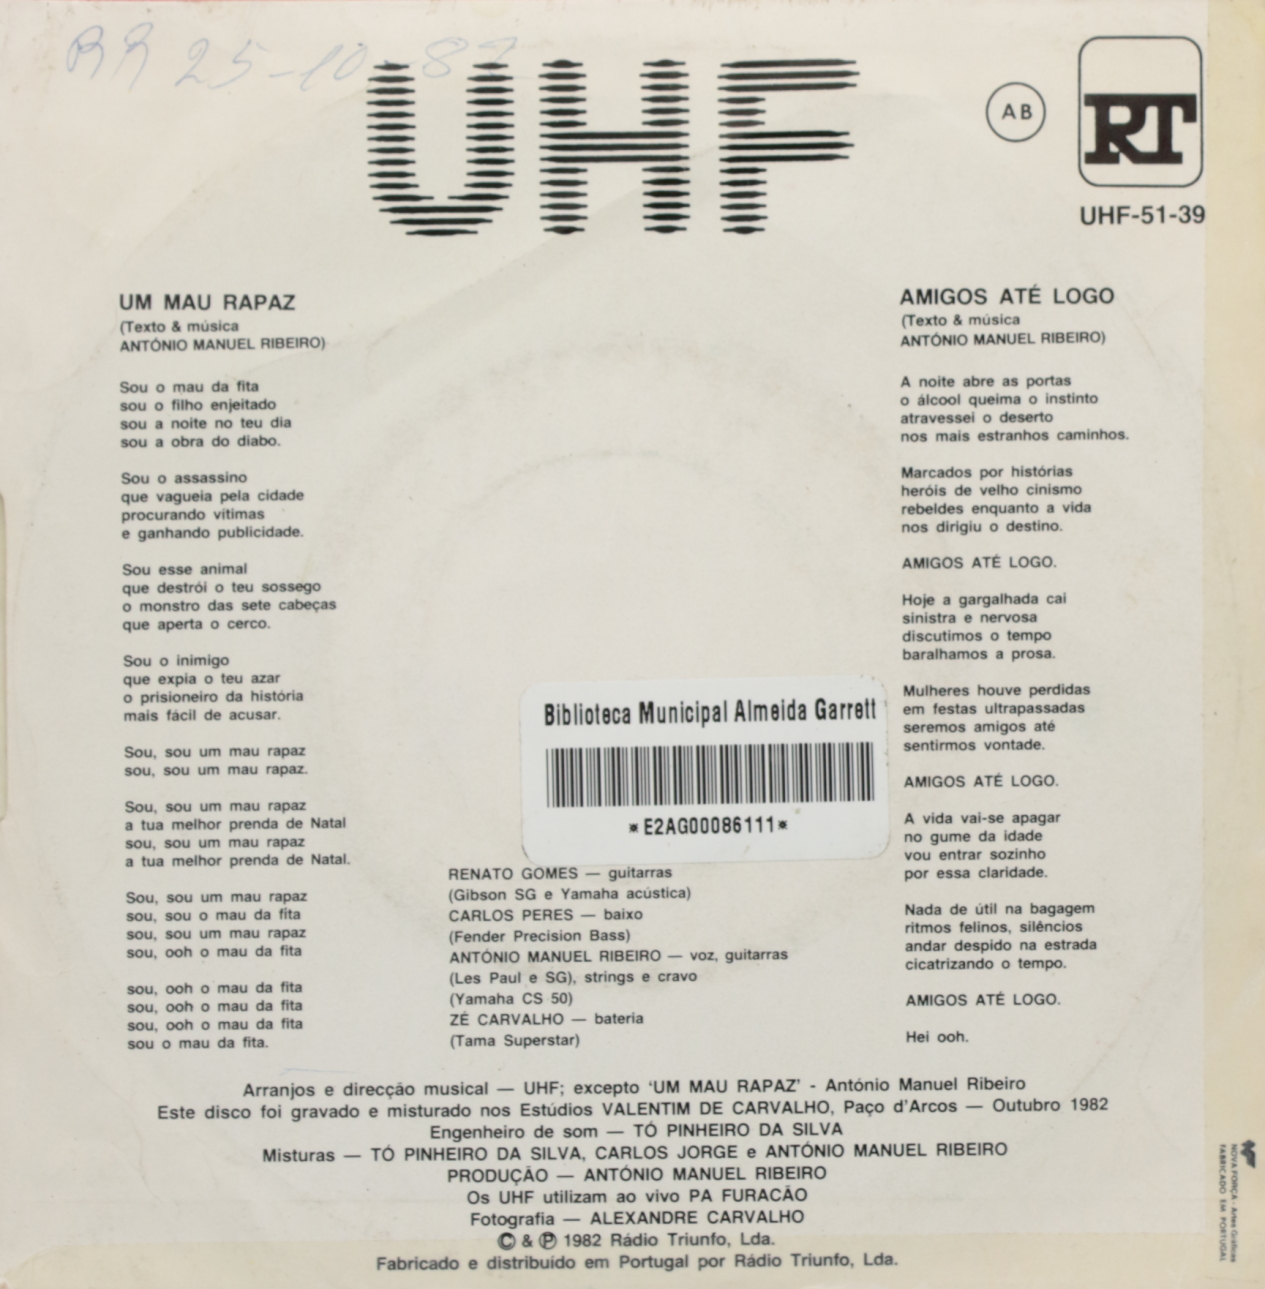 RR 25-10-87
UHF
AB
RT
UHF-51-39
UM MAU RAPAZ
(Texto & música
ANTÓNIO MANUEL RIBEIRO)
Sou o mau da fita
sou o filho enjeitado
sou a noite no teu dia
sou a obra do diabo.
Sou o assassino
que vagueia pela cidade
procurando vítimas
e ganhando publicidade.
Sou esse animal
que destrói o teu sossego
o monstro das sete cabeças
que aperta o cerco.
Sou o inimigo
que expia o teu azar
o prisioneiro da história
mais fácil de acusar.
Sou, sou um mau rapaz
sou, sou um mau rapaz.
Sou, sou um mau rapaz
a tua melhor prenda de Natal
sou, sou um mau rapaz
a tua melhor prenda de Natal.
Sou, sou um mau rapaz
sou, sou o mau da fita
sou, sou um mau rapaz
sou, ooh o mau da fita
sou, ooh o mau da fita
sou, ooh o mau da fita
sou, ooh o mau da fita
sou o mau da fita.
Biblioteca Municipal Almeida Garrett
*E2AG00086111*
RENATO GOMES — guitarras
(Gibson SG e Yamaha acústica)
CARLOS PERES — baixo
(Fender Precision Bass)
ANTÓNIO MANUEL RIBEIRO — voz, guitarras
(Les Paul e SG), strings e cravo
(Yamaha CS 50)
ZÉ CARVALHO — bateria
(Tama Superstar)
AMIGOS ATÉ LOGO
(Texto & música
ANTÓNIO MANUEL RIBEIRO)
A noite abre as portas
o álcool queima o instinto
atravessei o deserto
nos mais estranhos caminhos.
Marcados por histórias
heróis de velho cinismo
rebeldes enquanto a vida
nos dirigiu o destino.
AMIGOS ATÉ LOGO.
Hoje a gargalhada cai
sinistra e nervosa
discutimos o tempo
baralhamos a prosa.
Mulheres houve perdidas
em festas ultrapassadas
seremos amigos até
sentirmos vontade.
AMIGOS ATÉ LOGO.
A vida vai-se apagar
no gume da idade
vou entrar sozinho
por essa claridade.
Nada de útil na bagagem
ritmos felinos, silêncios
andar despido na estrada
cicatrizando o tempo.
AMIGOS ATÉ LOGO.
Hei ooh.
Arranjos e direcção musical — UHF; excepto 'UM MAU RAPAZ' - António Manuel Ribeiro
Este disco foi gravado e misturado nos Estúdios VALENTIM DE CARVALHO, Paço d'Arcos — Outubro 1982
Engenheiro de som — TÓ PINHEIRO DA SILVA
Misturas — TÓ PINHEIRO DA SILVA, CARLOS JORGE e ANTÓNIO MANUEL RIBEIRO
PRODUÇÃO — ANTÓNIO MANUEL RIBEIRO
Os UHF utilizam ao vivo PA FURACÃO
Fotografia — ALEXANDRE CARVALHO
© & ℗ 1982 Rádio Triunfo, Lda.
Fabricado e distribuído em Portugal por Rádio Triunfo, Lda.
NOVA FORÇA - Artes Gráficas
FABRICADO EM PORTUGAL